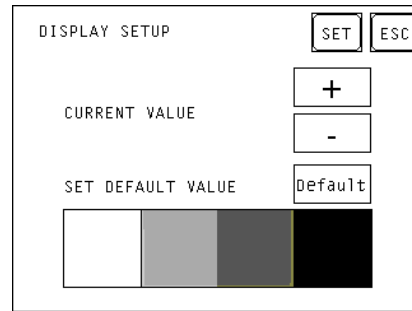 DISPLAY SETUP SET ESC
+
CURRENT VALUE
-
SET DEFAULT VALUE Default